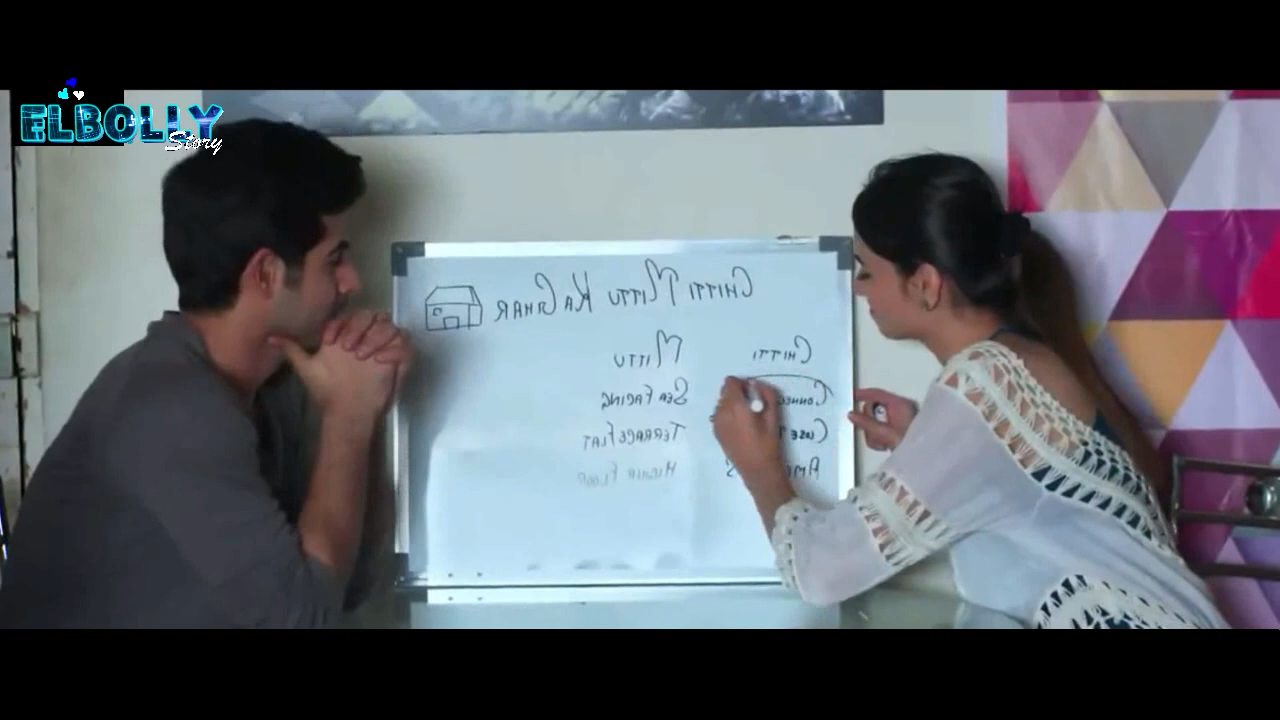 ELBOLLY
Story
CHITTI MITTU KA GHAR
CHITTI MITTU
SEA FACING
TERRACE FLAT
HIGHER FLOOR